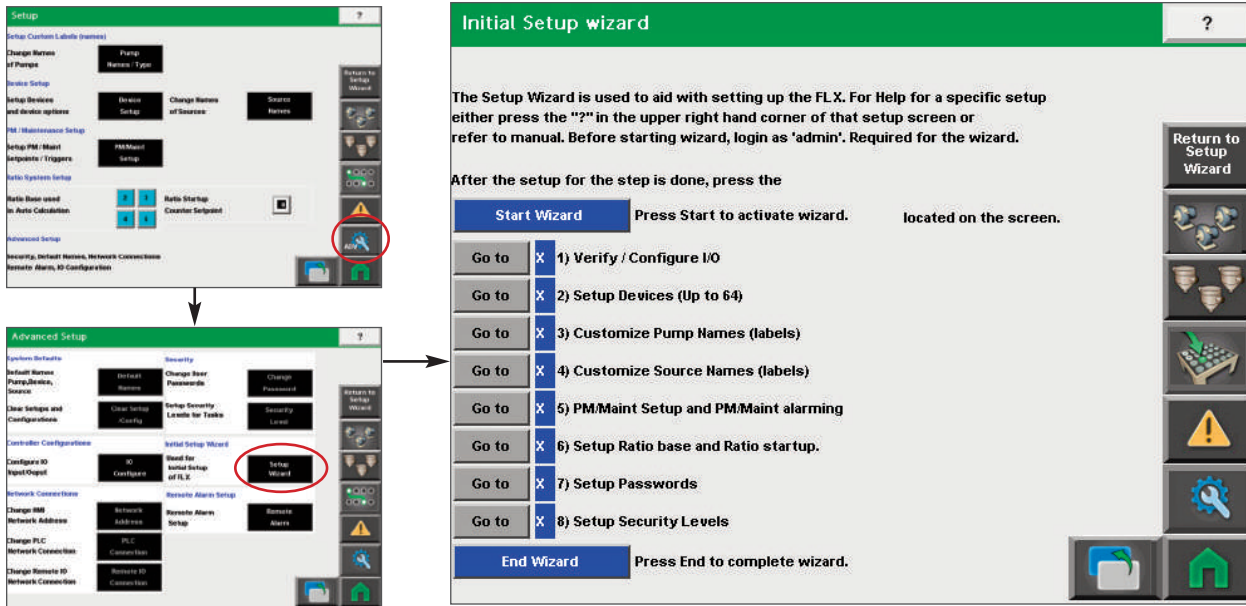 Setup
?
Setup Custom Labels (names)
Change Names
of Pumps
Pump
Names / Type
Device Setup
Setup Devices
and device options
Device
Setup
Change Names
of Sources
Source
Names
PM / Maintenance Setup
Setup PM / Maint
Setpoints / Triggers
PM/Maint
Setup
Ratio System Setup
Ratio Base used
in Auto Calculation
Ratio Startup
Counter Setpoint
Advanced Setup
Security, Default Names, Network Connections
Remote Alarm, IO Configuration
Return to
Setup
Wizard
ADV
Advanced Setup
?
System Defaults
Default Names
Pump,Device,
Source
Default
Names
Clear Setups and
Configurations
Clear Setup
/Config
Controller Configurations
Configure IO
Input/Ouput
IO
Configure
Network Connections
Change HMI
Network Address
Network
Address
Change PLC
Network Connection
PLC
Connection
Change Remote IO
Network Connection
Remote IO
Connection
Security
Change User
Passwords
Change
Password
Setup Security
Levels for Tasks
Security
Level
Initial Setup Wizard
Used for
Initial Setup
of FLX
Setup
Wizard
Remote Alarm Setup
Remote Alarm
Setup
Remote
Alarm
Return to
Setup
Wizard
Initial Setup wizard
?
The Setup Wizard is used to aid with setting up the FLX. For Help for a specific setup
either press the "?" in the upper right hand corner of that setup screen or
refer to manual. Before starting wizard, login as 'admin'. Required for the wizard.
After the setup for the step is done, press the
Start Wizard Press Start to activate wizard. located on the screen.
Go to X 1) Verify / Configure I/O
Go to X 2) Setup Devices (Up to 64)
Go to X 3) Customize Pump Names (labels)
Go to X 4) Customize Source Names (labels)
Go to X 5) PM/Maint Setup and PM/Maint alarming
Go to X 6) Setup Ratio base and Ratio startup.
Go to X 7) Setup Passwords
Go to X 8) Setup Security Levels
End Wizard Press End to complete wizard.
Return to
Setup
Wizard